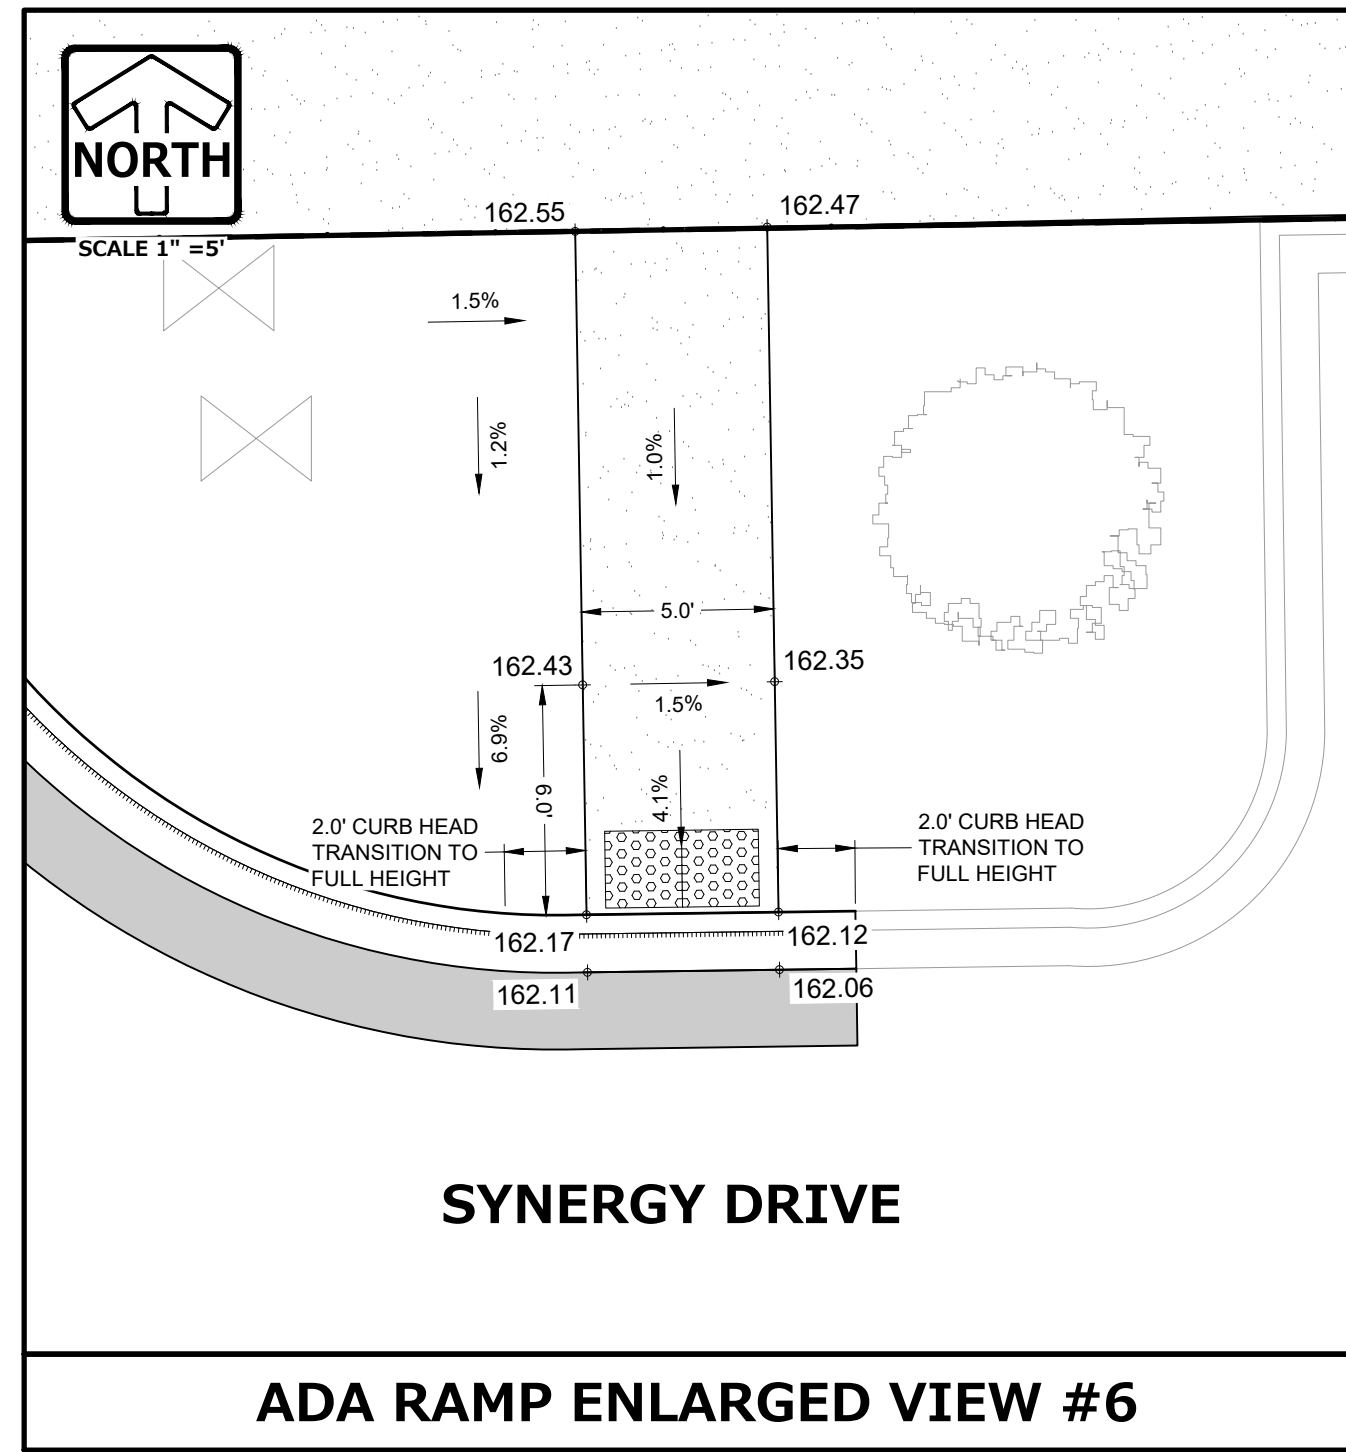 NORTH
SCALE 1" =5'
162.55
162.47
1.5%
1.2%
1.0%
5.0'
162.43
162.35
1.5%
6.9%
6.0'
4.1%
2.0' CURB HEAD
TRANSITION TO
FULL HEIGHT
2.0' CURB HEAD
TRANSITION TO
FULL HEIGHT
162.17
162.12
162.11
162.06
SYNERGY DRIVE
ADA RAMP ENLARGED VIEW #6